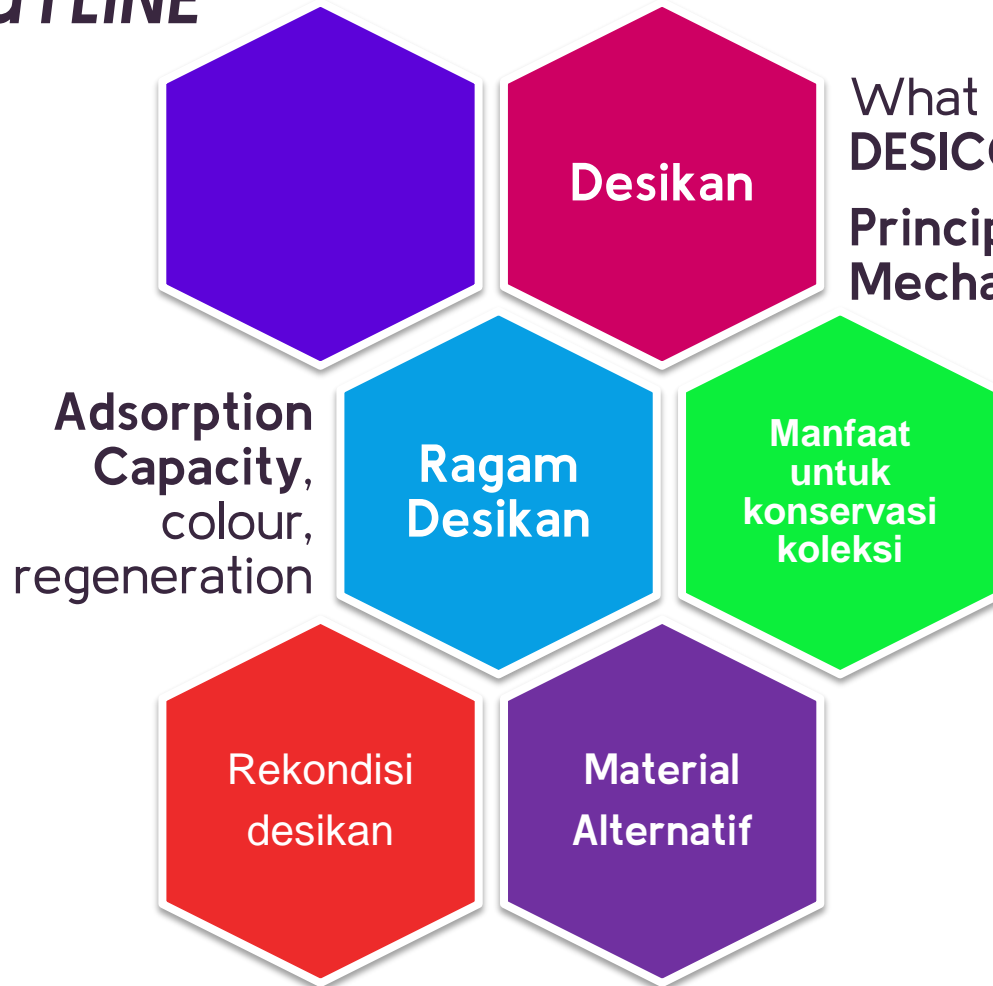 Desikan
What
Adsorption
Capacity,
colour,
regeneration
Ragam
Desikan
Manfaat
untuk
konservasi
koleksi
Rekondisi
desikan
Material
Alternatif